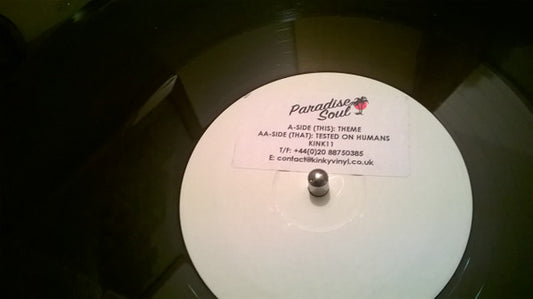 Paradise
Soul
A-SIDE (THIS): THEME
AA-SIDE (THAT): TESTED ON HUMANS
KINK11
T/F: +44(0)20 88750385
E: contact@kinkyvinyl.co.uk